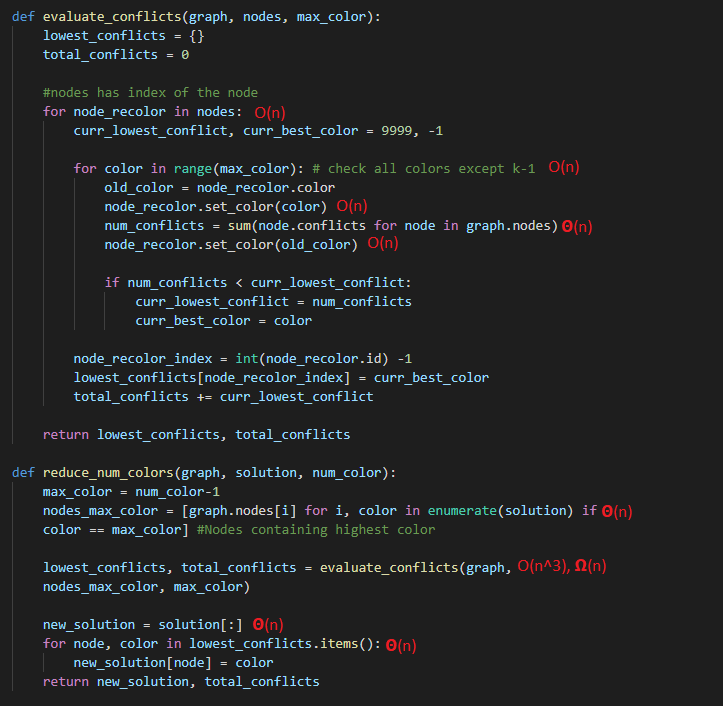 def evaluate_conflicts(graph, nodes, max_color):
    lowest_conflicts = {}
    total_conflicts = 0

    #nodes has index of the node
    for node_recolor in nodes: O(n)
        curr_lowest_conflict, curr_best_color = 9999, -1

        for color in range(max_color): # check all colors except k-1 O(n)
            old_color = node_recolor.color
            node_recolor.set_color(color) O(n)
            num_conflicts = sum(node.conflicts for node in graph.nodes) Θ(n)
            node_recolor.set_color(old_color) O(n)

            if num_conflicts < curr_lowest_conflict:
                curr_lowest_conflict = num_conflicts
                curr_best_color = color

        node_recolor_index = int(node_recolor.id) -1
        lowest_conflicts[node_recolor_index] = curr_best_color
        total_conflicts += curr_lowest_conflict

    return lowest_conflicts, total_conflicts

def reduce_num_colors(graph, solution, num_color):
    max_color = num_color-1
    nodes_max_color = [graph.nodes[i] for i, color in enumerate(solution) if Θ(n)
    color == max_color] #Nodes containing highest color

    lowest_conflicts, total_conflicts = evaluate_conflicts(graph, O(n^3), Ω(n)
    nodes_max_color, max_color)

    new_solution = solution[:] Θ(n)
    for node, color in lowest_conflicts.items(): Θ(n)
        new_solution[node] = color
    return new_solution, total_conflicts